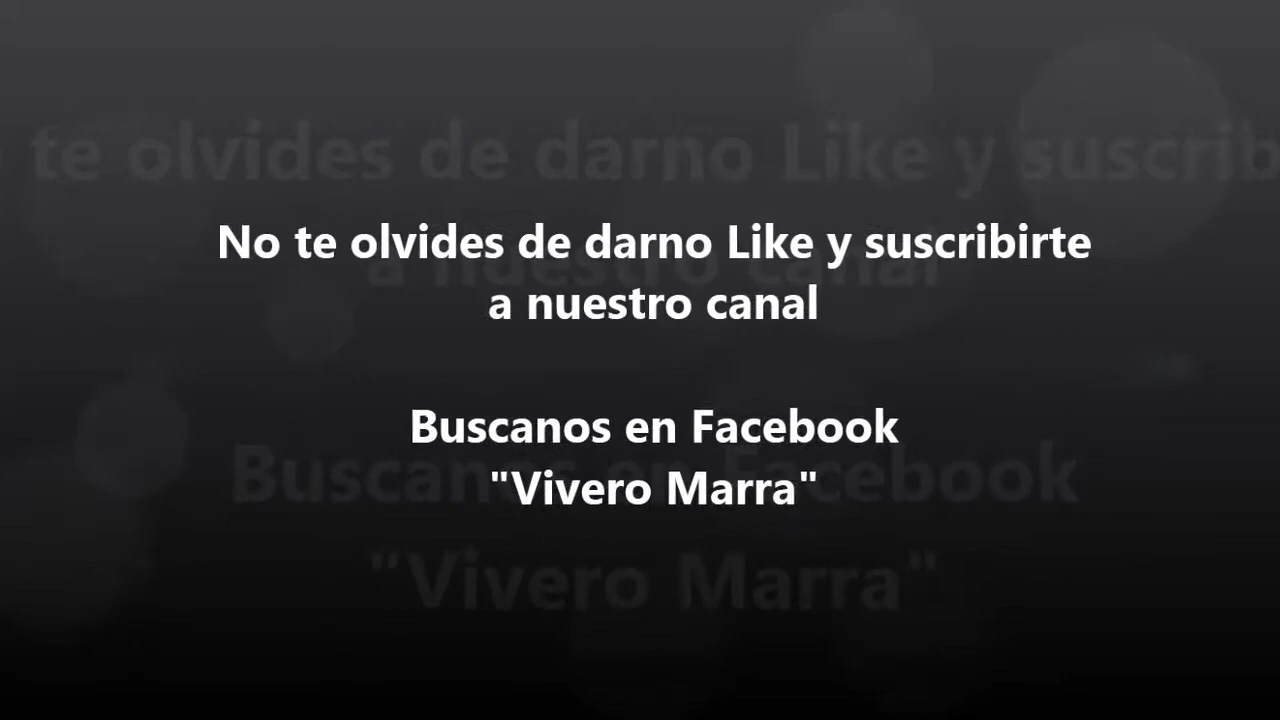 No te olvides de darno Like y suscribirte
a nuestro canal
Buscanos en Facebook
"Vivero Marra"